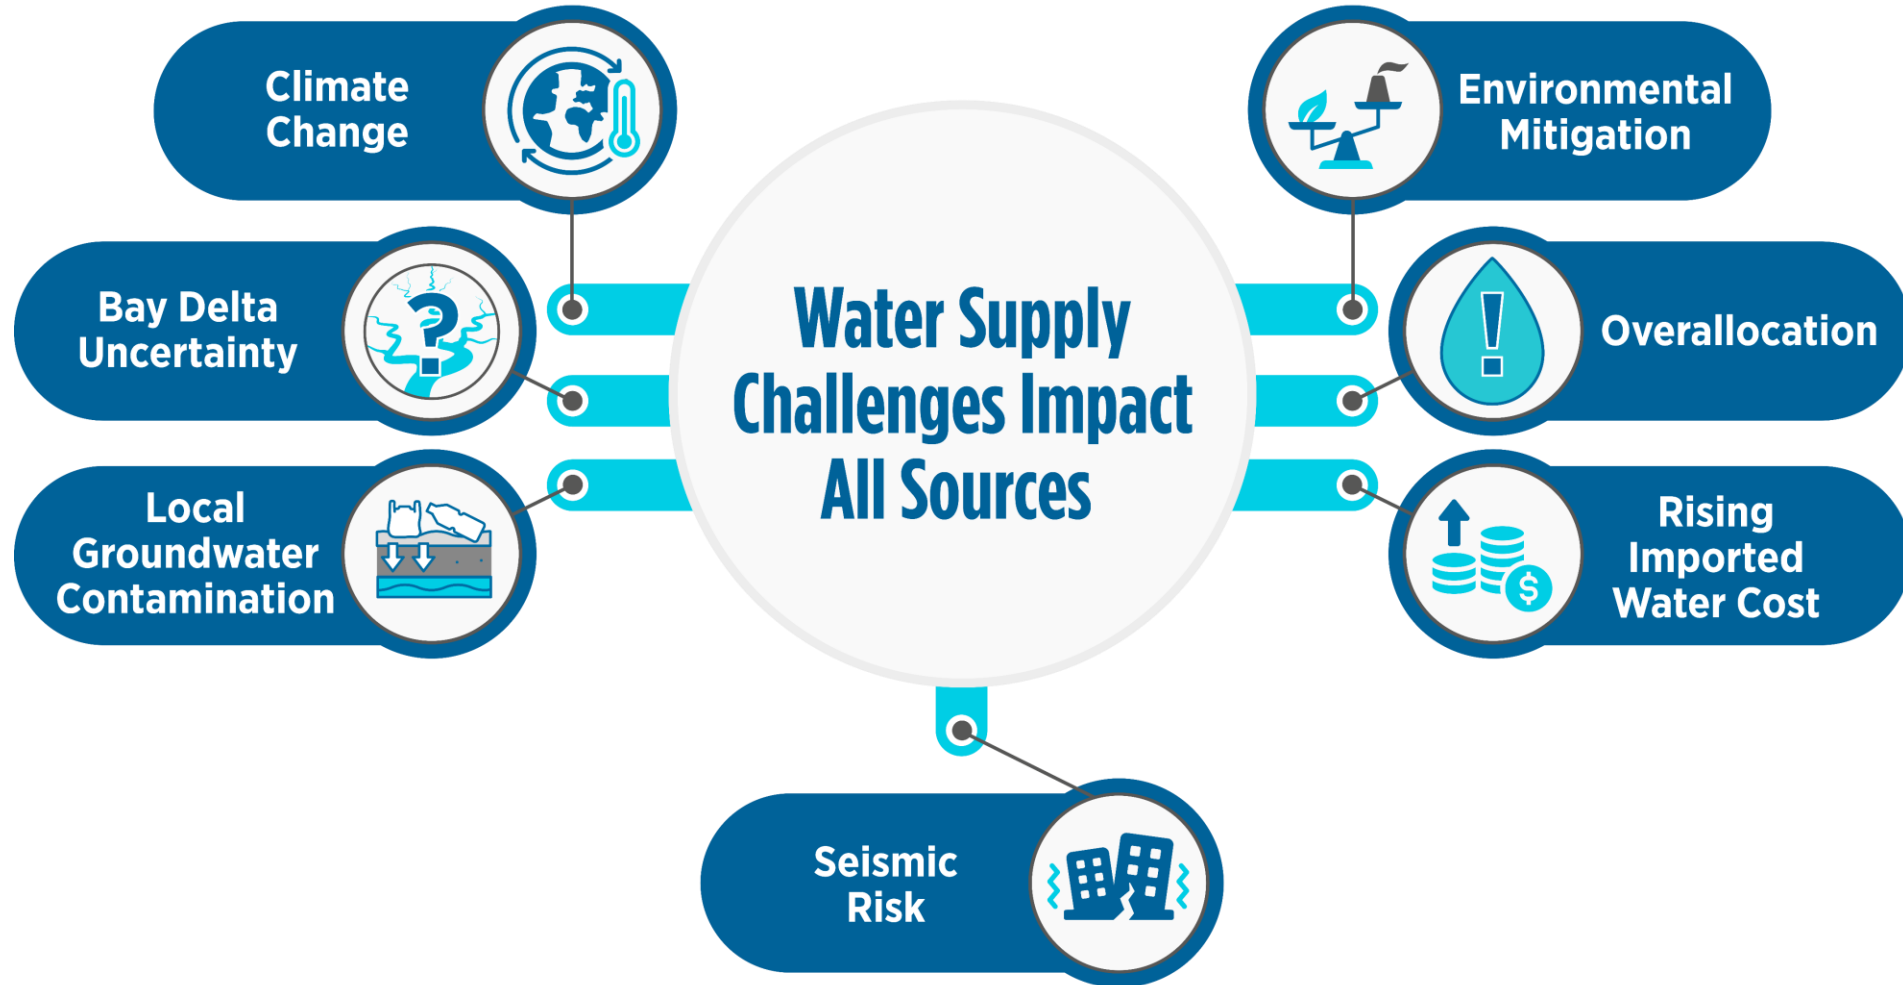 Climate
Change
Environmental
Mitigation
Bay Delta
Uncertainty
Water Supply
Challenges Impact
All Sources
Overallocation
Local
Groundwater
Contamination
Rising
Imported
Water Cost
$
Seismic
Risk